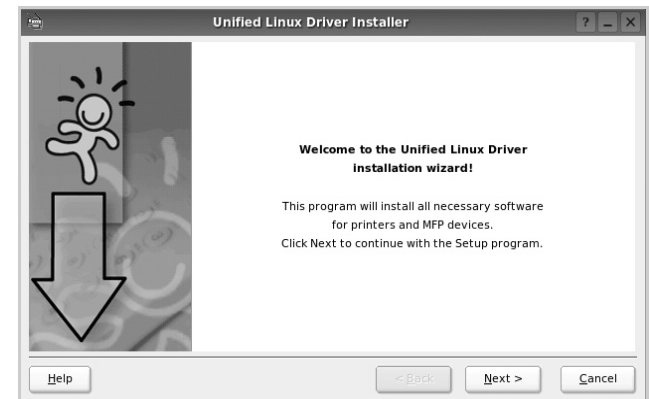 Unified Linux Driver Installer
? _ X
Welcome to the Unified Linux Driver
installation wizard!
This program will install all necessary software
for printers and MFP devices.
Click Next to continue with the Setup program.
Help
< Back
Next >
Cancel